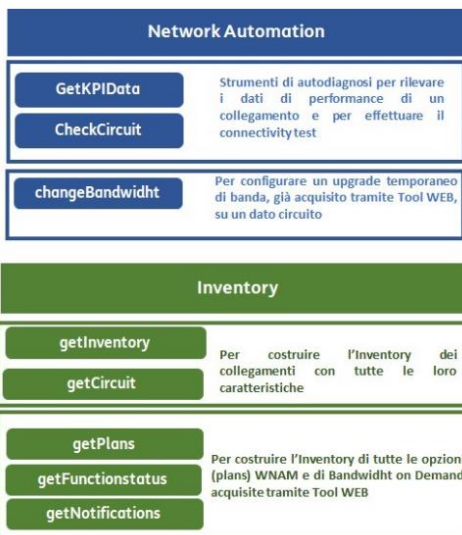 Network Automation
GetKPIData
CheckCircuit
Strumenti di autodiagnosi per rilevare
i dati di performance di un
collegamento e per effettuare il
connectivity test
changeBandwidht
Per configurare un upgrade temporaneo
di banda, già acquisito tramite Tool WEB,
su un dato circuito
Inventory
getInventory
getCircuit
Per costruire l'Inventory dei
collegamenti con tutte le loro
caratteristiche
getPlans
getFunctionstatus
getNotifications
Per costruire l'Inventory di tutte le opzion
(plans) WNAM e di Bandwidht on Demand
acquisite tramite Tool WEB